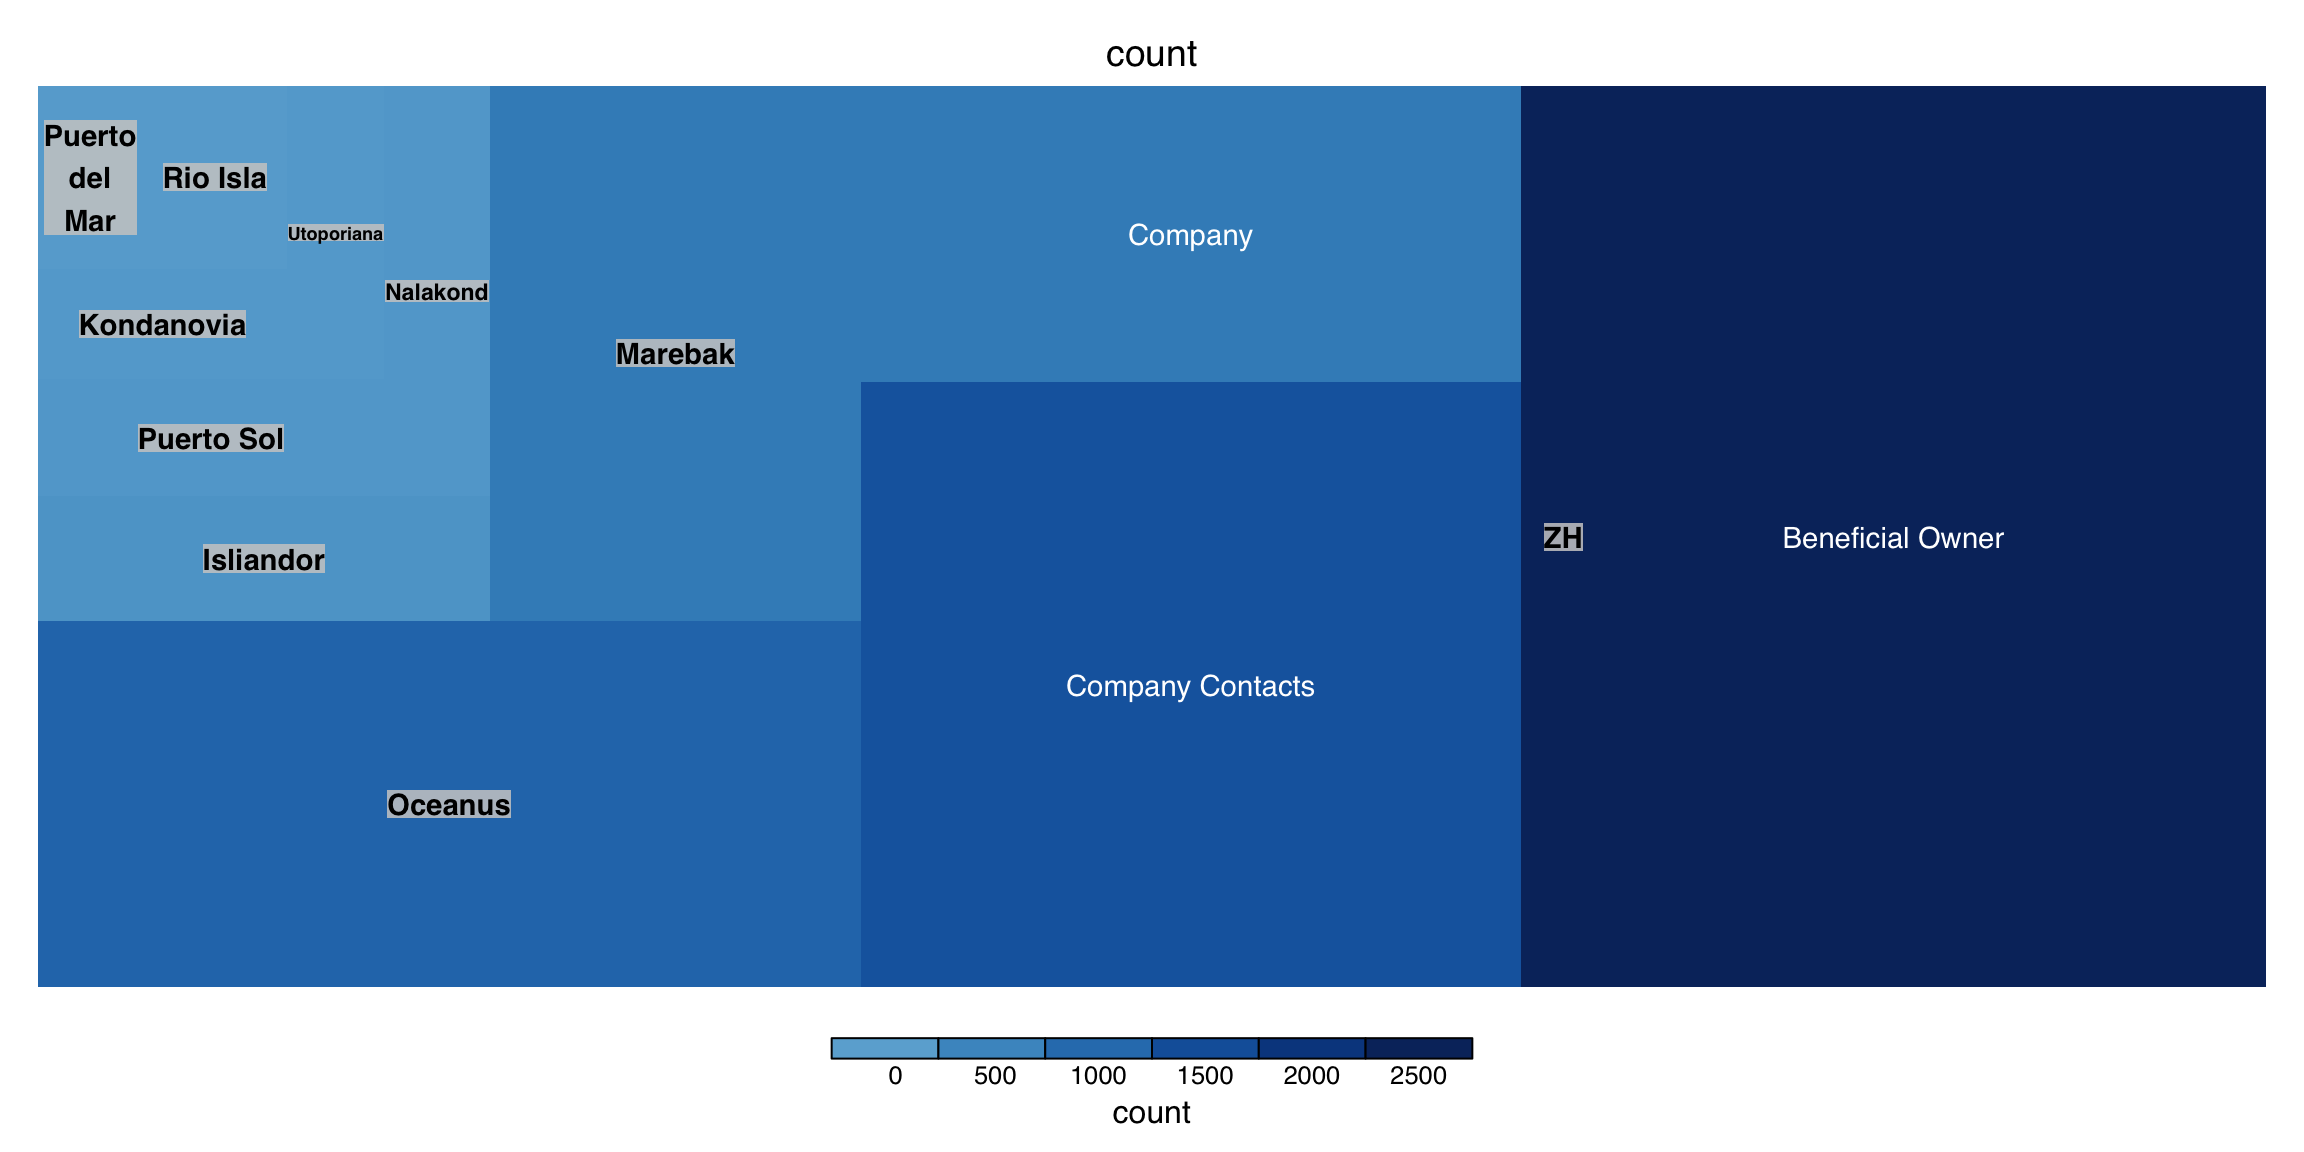 count
Puerto
del
Mar
Rio Isla
Utoporiana
Nalakond
Kondanovia
Puerto Sol
Isliandor
Marebak
Company
Company Contacts
Oceanus
ZH
Beneficial Owner
0 500 1000 1500 2000 2500
count